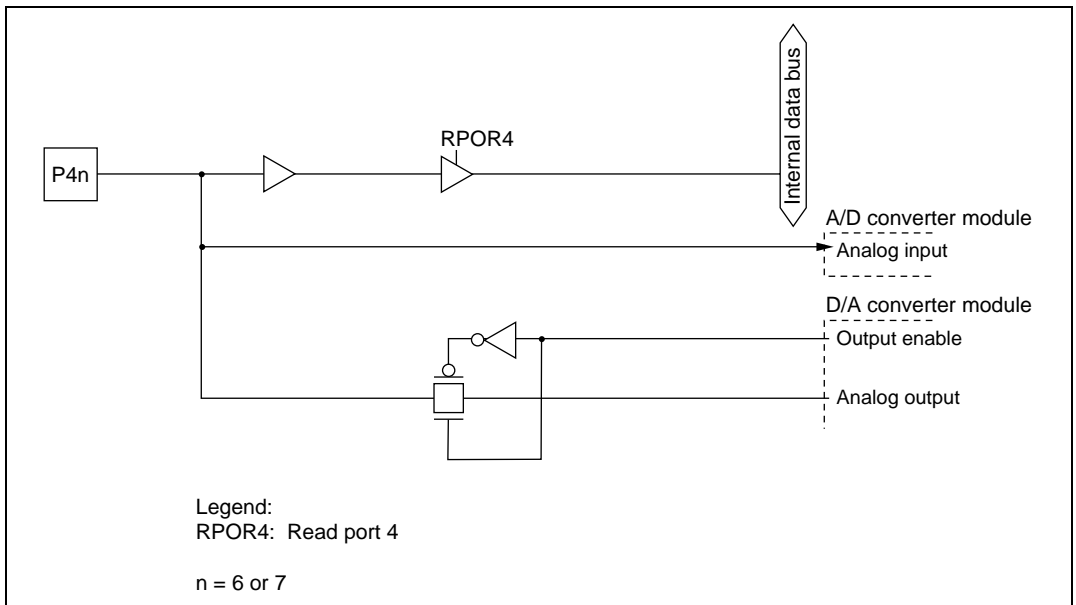 Internal data bus
RPOR4
P4n
A/D converter module
Analog input
D/A converter module
Output enable
Analog output
Legend:
RPOR4: Read port 4
n = 6 or 7